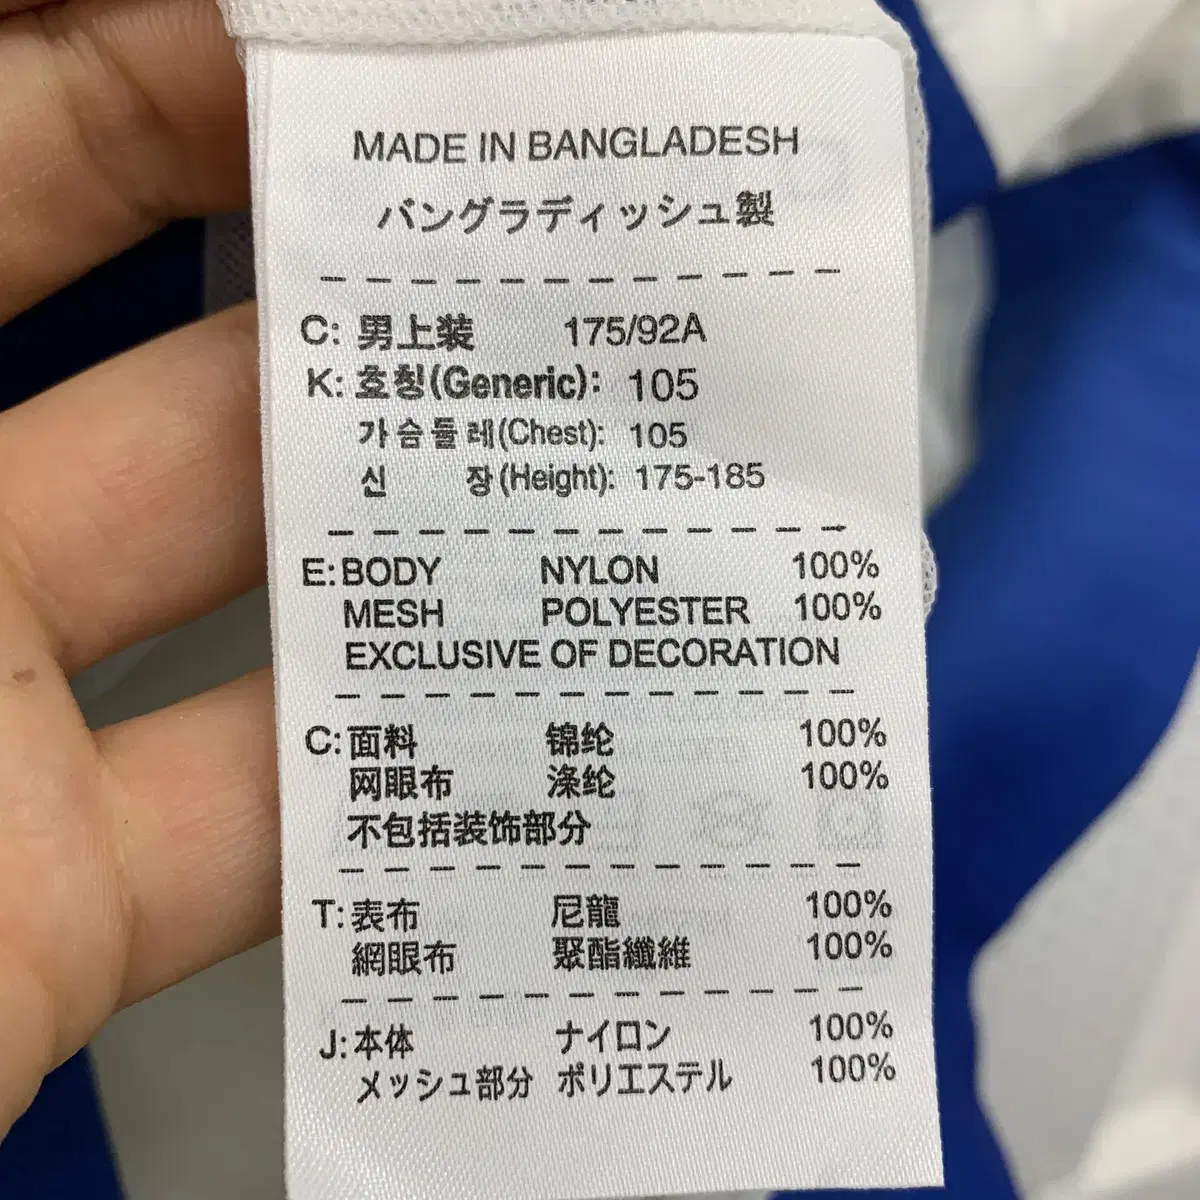 MADE IN BANGLADESH
バングラディッシュ製
C: 男上装 175/92A
K: 호칭(Generic): 105
가슴둘레(Chest): 105
신 장(Height): 175-185
E: BODY NYLON 100%
MESH POLYESTER 100%
EXCLUSIVE OF DECORATION
C: 面料 锦纶 100%
网眼布 涤纶 100%
不包括装饰部分
T: 表布 尼龍 100%
網眼布 聚酯纖維 100%
J: 本体 ナイロン 100%
メッシュ部分 ポリエステル 100%